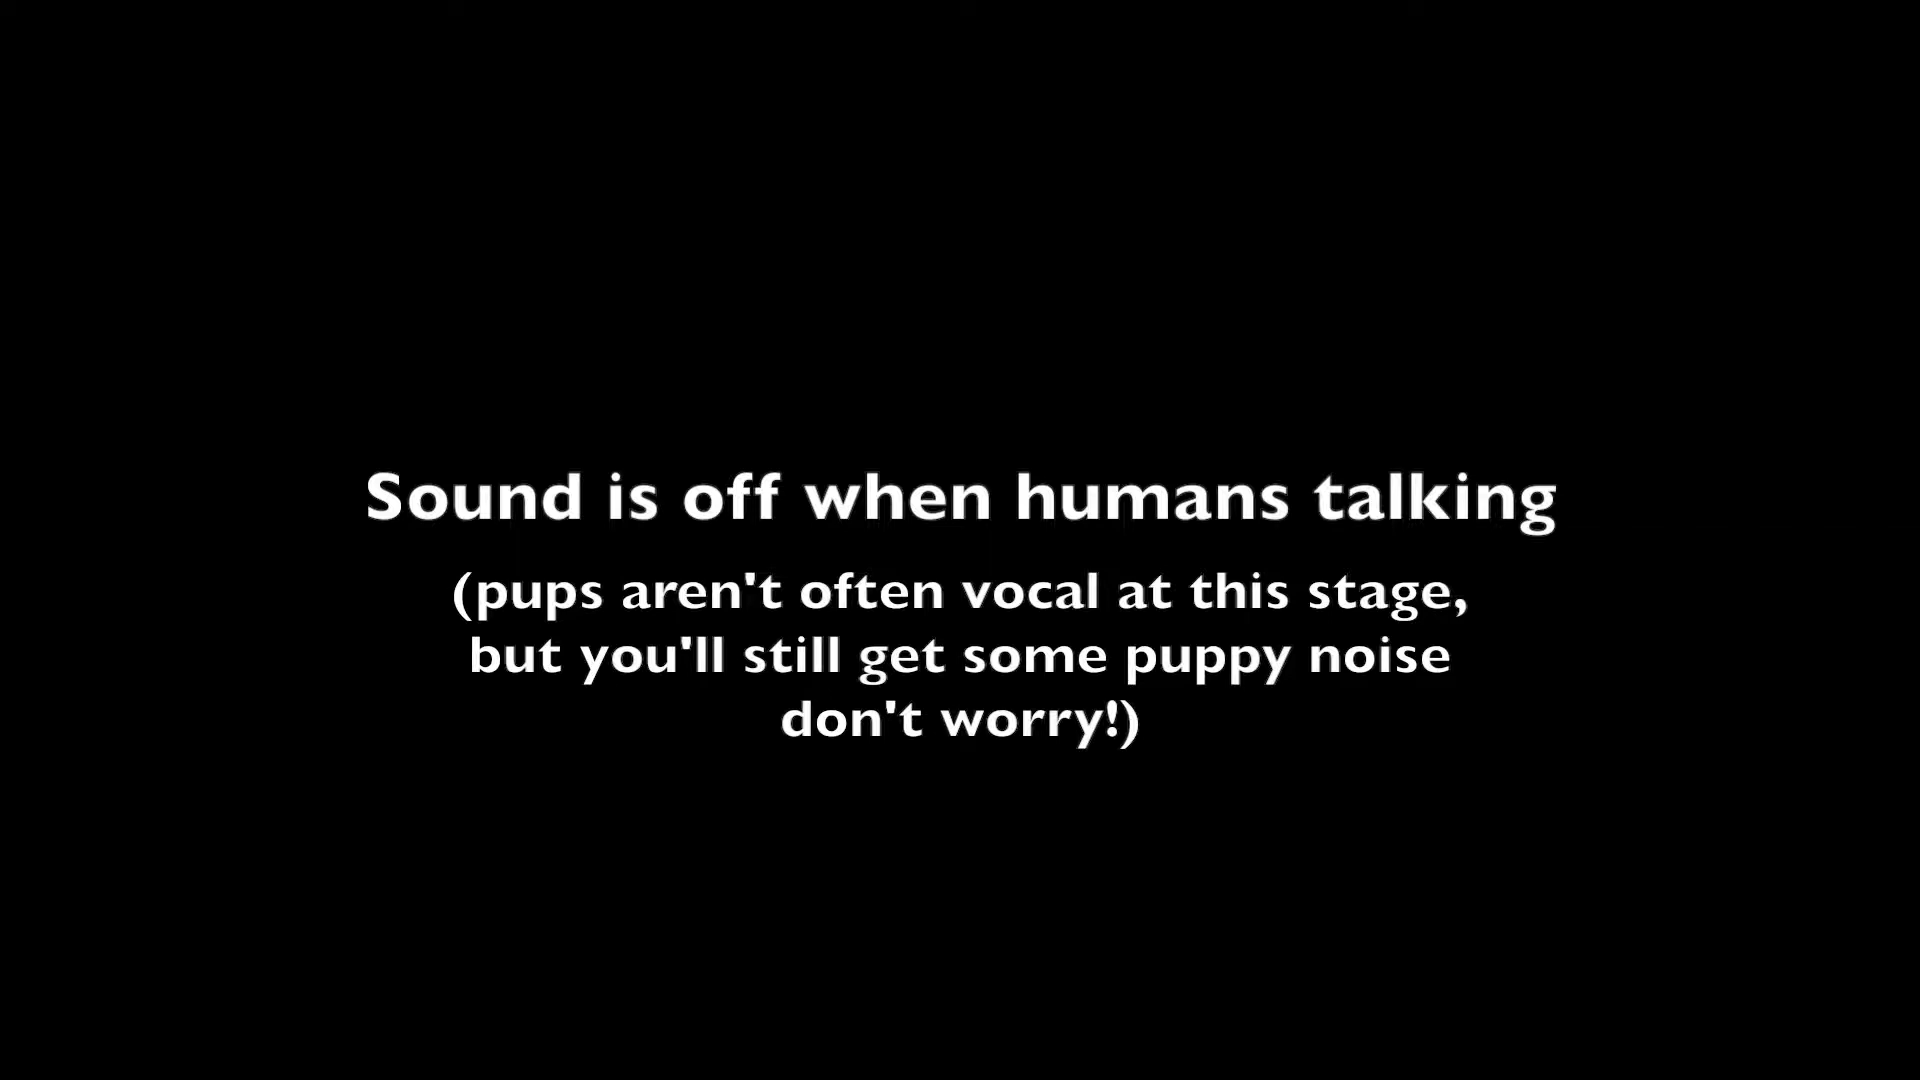 Sound is off when humans talking
(pups aren't often vocal at this stage,
but you'll still get some puppy noise
don't worry!)